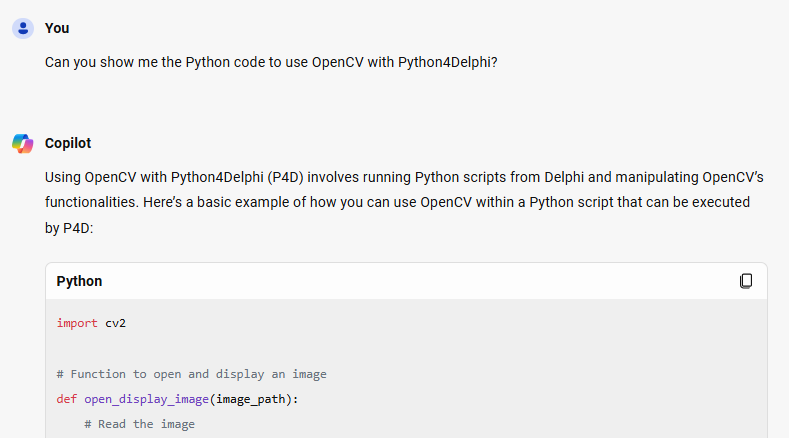 You
Can you show me the Python code to use OpenCV with Python4Delphi?
Copilot
Using OpenCV with Python4Delphi (P4D) involves running Python scripts from Delphi and manipulating OpenCV’s
functionalities. Here’s a basic example of how you can use OpenCV within a Python script that can be executed
by P4D:
Python
import cv2
# Function to open and display an image
def open_display_image(image_path):
    # Read the image